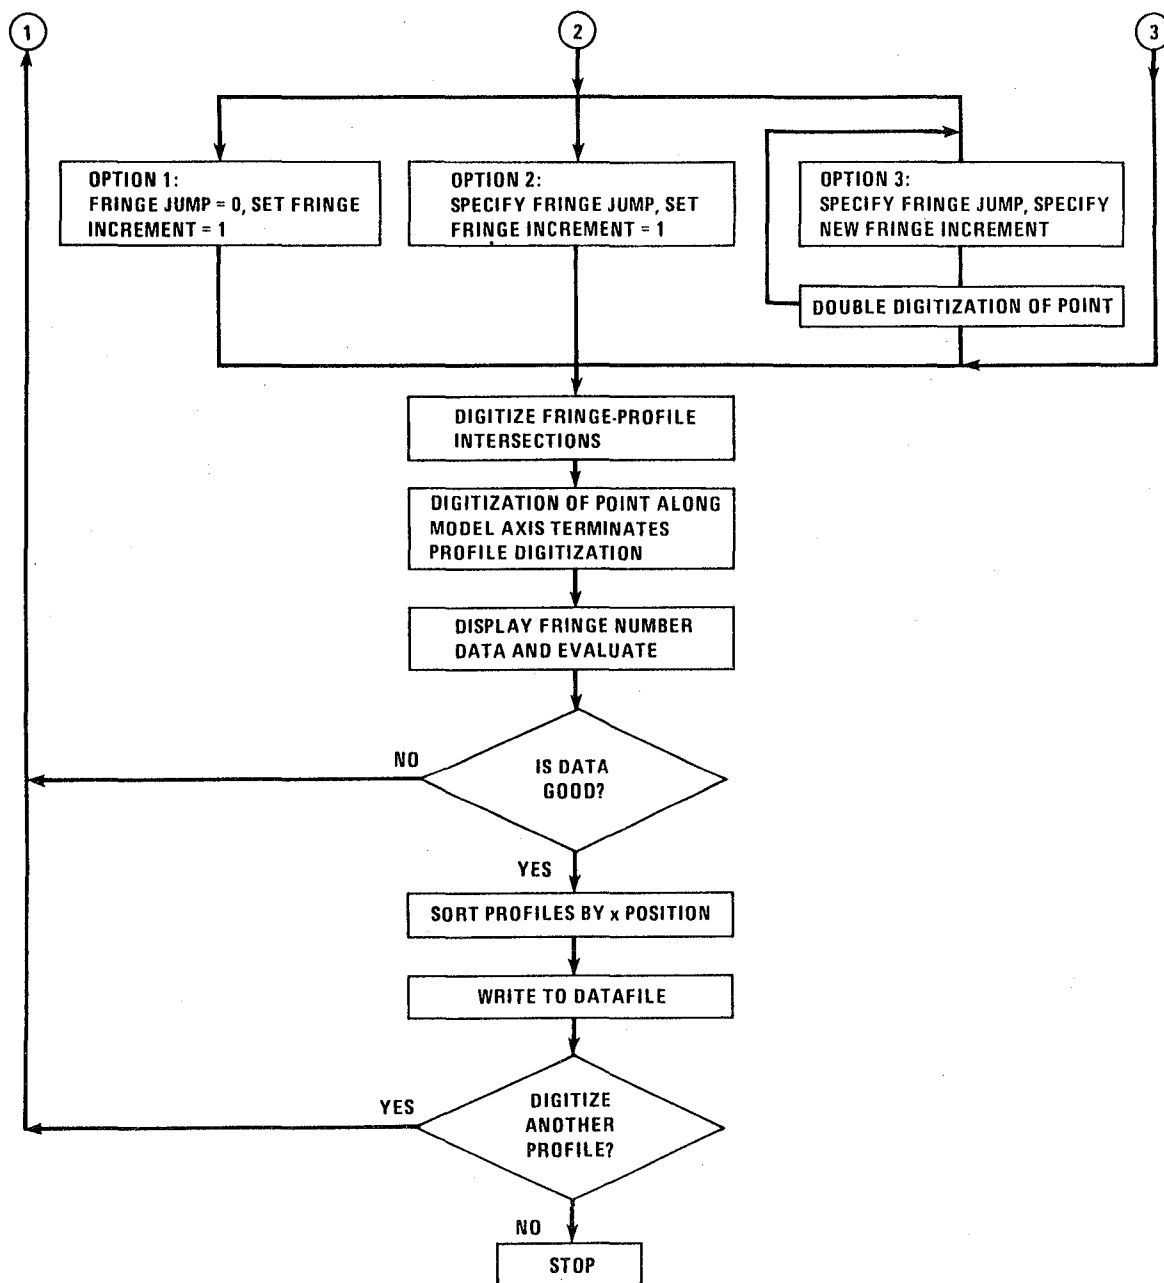 1
2
3
OPTION 1:
FRINGE JUMP = 0, SET FRINGE
INCREMENT = 1
OPTION 2:
SPECIFY FRINGE JUMP, SET
FRINGE INCREMENT = 1
OPTION 3:
SPECIFY FRINGE JUMP, SPECIFY
NEW FRINGE INCREMENT
DOUBLE DIGITIZATION OF POINT
DIGITIZE FRINGE-PROFILE
INTERSECTIONS
DIGITIZATION OF POINT ALONG
MODEL AXIS TERMINATES
PROFILE DIGITIZATION
DISPLAY FRINGE NUMBER
DATA AND EVALUATE
NO
IS DATA
GOOD?
YES
SORT PROFILES BY x POSITION
WRITE TO DATAFILE
YES
DIGITIZE
ANOTHER
PROFILE?
NO
STOP